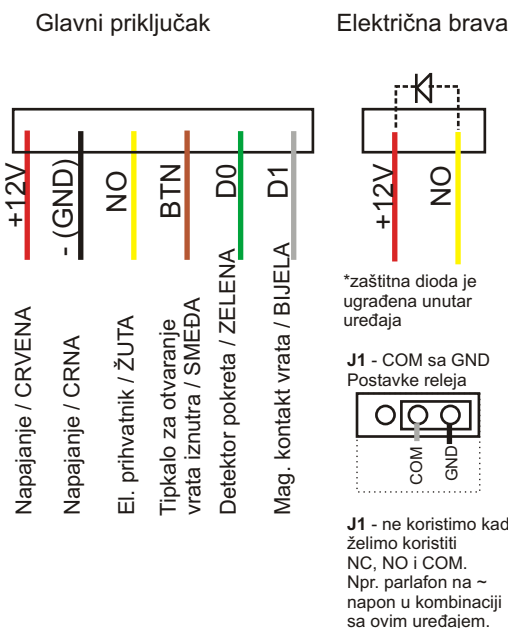 Glavni priključak
+12V
- (GND)
NO
BTN
D0
D1
Napajanje / CRVENA
Napajanje / CRNA
El. prihvatnik / ŽUTA
Tipkalo za otvaranje
vrata iznutra / SMEĐA
Detektor pokreta / ZELENA
Mag. kontakt vrata / BIJELA
Električna brava
+12V
NO
*zaštitna dioda je
ugrađena unutar
uređaja
J1 - COM sa GND
Postavke releja
COM
GND
J1 - ne koristimo kad
želimo koristiti
NC, NO i COM.
Npr. parlafon na ~
napon u kombinaciji
sa ovim uređajem.